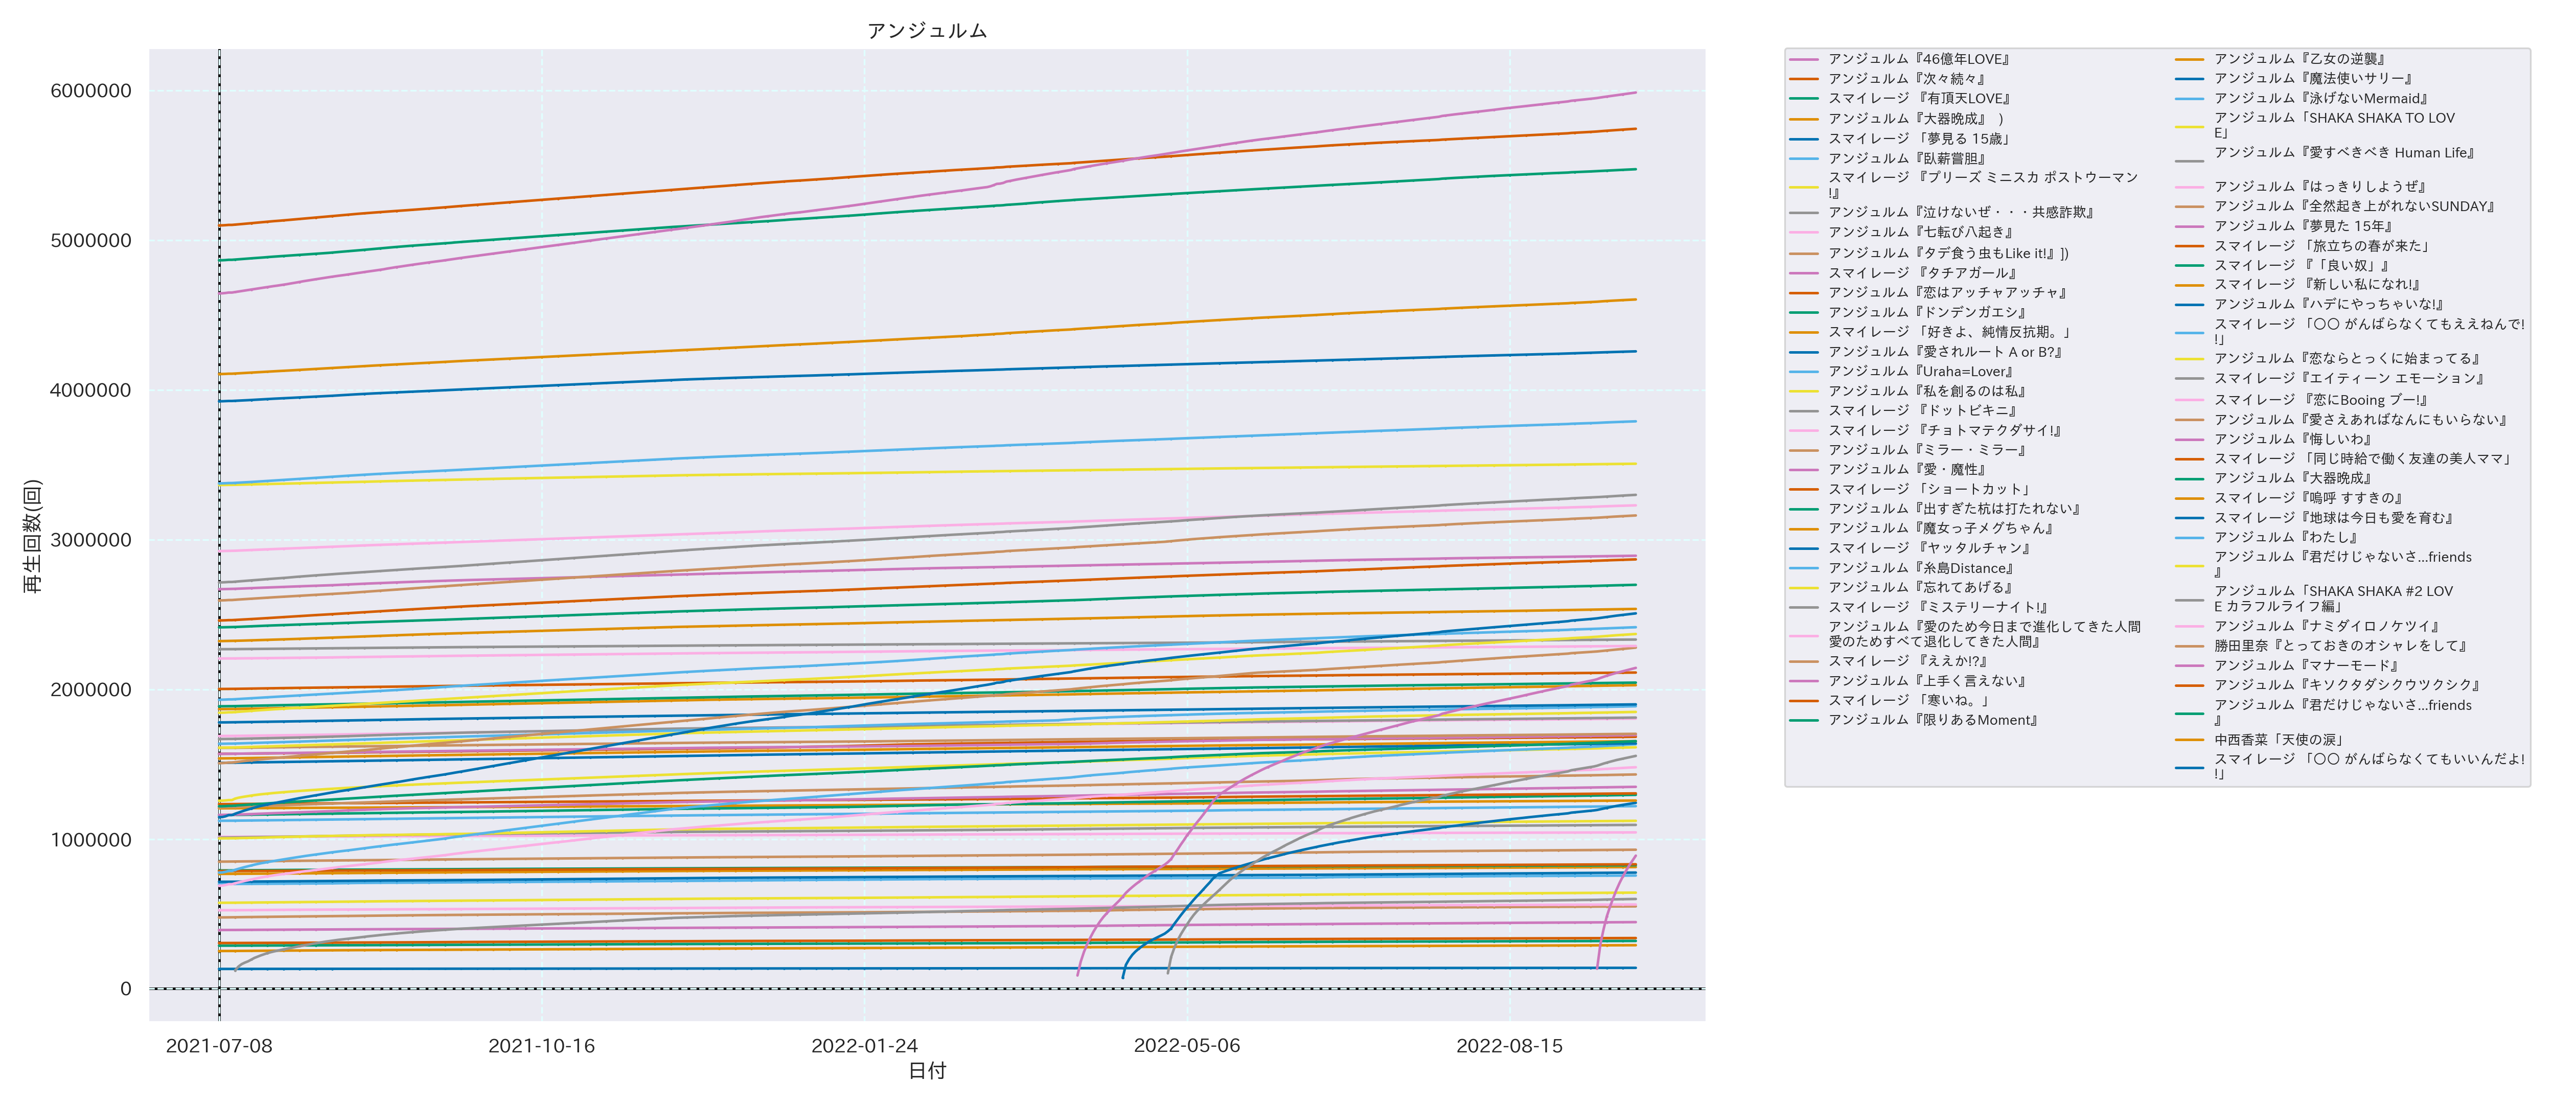 アンジュルム
6000000
5000000
4000000
3000000
2000000
1000000
0
再生回数(回)
2021-07-08
2021-10-16
2022-01-24
2022-05-06
2022-08-15
日付
アンジュルム『46億年LOVE』
アンジュルム『次々続々』
スマイレージ 『有頂天LOVE』
アンジュルム『大器晩成』 )
スマイレージ 「夢見る 15歳」
アンジュルム『臥薪嘗胆』
スマイレージ 『プリーズ ミニスカ ポストウーマン
!』
アンジュルム『泣けないぜ・・・共感詐欺』
アンジュルム『七転び八起き』
アンジュルム『タデ食う虫もLike it!』])
スマイレージ 『タチアガール』
アンジュルム『恋はアッチャアッチャ』
アンジュルム『ドンデンガエシ』
スマイレージ 「好きよ、純情反抗期。」
アンジュルム『愛されルート A or B?』
アンジュルム『Uraha=Lover』
アンジュルム『私を創るのは私』
スマイレージ 『ドットビキニ』
スマイレージ 『チョトマテクダサイ!』
アンジュルム『ミラー・ミラー』
アンジュルム『愛・魔性』
スマイレージ 「ショートカット」
アンジュルム『出すぎた杭は打たれない』
アンジュルム『魔女っ子メグちゃん』
スマイレージ 『ヤッタルチャン』
アンジュルム『糸島Distance』
アンジュルム『忘れてあげる』
スマイレージ 『ミステリーナイト!』
アンジュルム『愛のため今日まで進化してきた人間
愛のためすべて退化してきた人間』
スマイレージ 『ええか!?』
アンジュルム『上手く言えない』
スマイレージ 「寒いね。」
アンジュルム『限りあるMoment』
アンジュルム『乙女の逆襲』
アンジュルム『魔法使いサリー』
アンジュルム『泳げないMermaid』
アンジュルム「SHAKA SHAKA TO LOV
E」
アンジュルム『愛すべきべき Human Life』
アンジュルム『はっきりしようぜ』
アンジュルム『全然起き上がれないSUNDAY』
アンジュルム『夢見た 15年』
スマイレージ 「旅立ちの春が来た」
スマイレージ 『「良い奴」』
スマイレージ 『新しい私になれ!』
アンジュルム『ハデにやっちゃいな!』
スマイレージ 「〇〇 がんばらなくてもええねんで!
!」
アンジュルム『恋ならとっくに始まってる』
スマイレージ『エイティーン エモーション』
スマイレージ 『恋にBooing ブー!』
アンジュルム『愛さえあればなんにもいらない』
アンジュルム『悔しいわ』
スマイレージ 「同じ時給で働く友達の美人ママ」
アンジュルム『大器晩成』
スマイレージ『嗚呼 すすきの』
スマイレージ『地球は今日も愛を育む』
アンジュルム『わたし』
アンジュルム『君だけじゃないさ...friends
』
アンジュルム「SHAKA SHAKA #2 LOV
E カラフルライフ編」
アンジュルム『ナミダイロノケツイ』
勝田里奈『とっておきのオシャレをして』
アンジュルム『マナーモード』
アンジュルム『キソクタダシクウツクシク』
アンジュルム『君だけじゃないさ...friends
』
中西香菜「天使の涙」
スマイレージ 「〇〇 がんばらなくてもいいんだよ!
!」